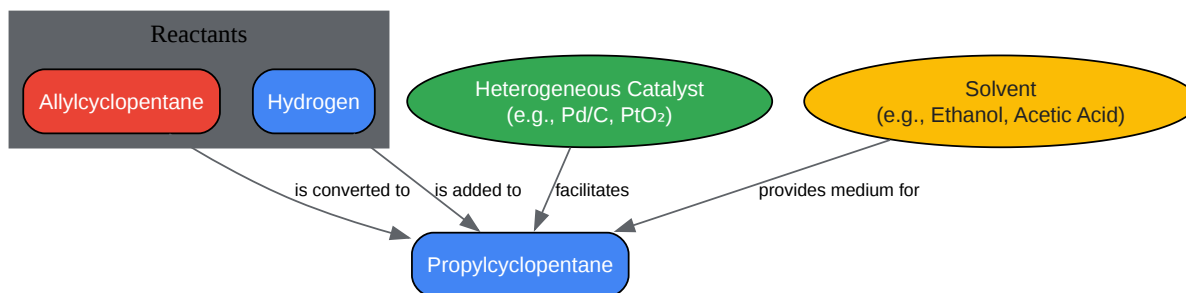 Reactants
Allylcyclopentane
Hydrogen
Heterogeneous Catalyst
(e.g., Pd/C, PtO₂)
Solvent
(e.g., Ethanol, Acetic Acid)
is converted to
is added to
facilitates
provides medium for
Propylcyclopentane